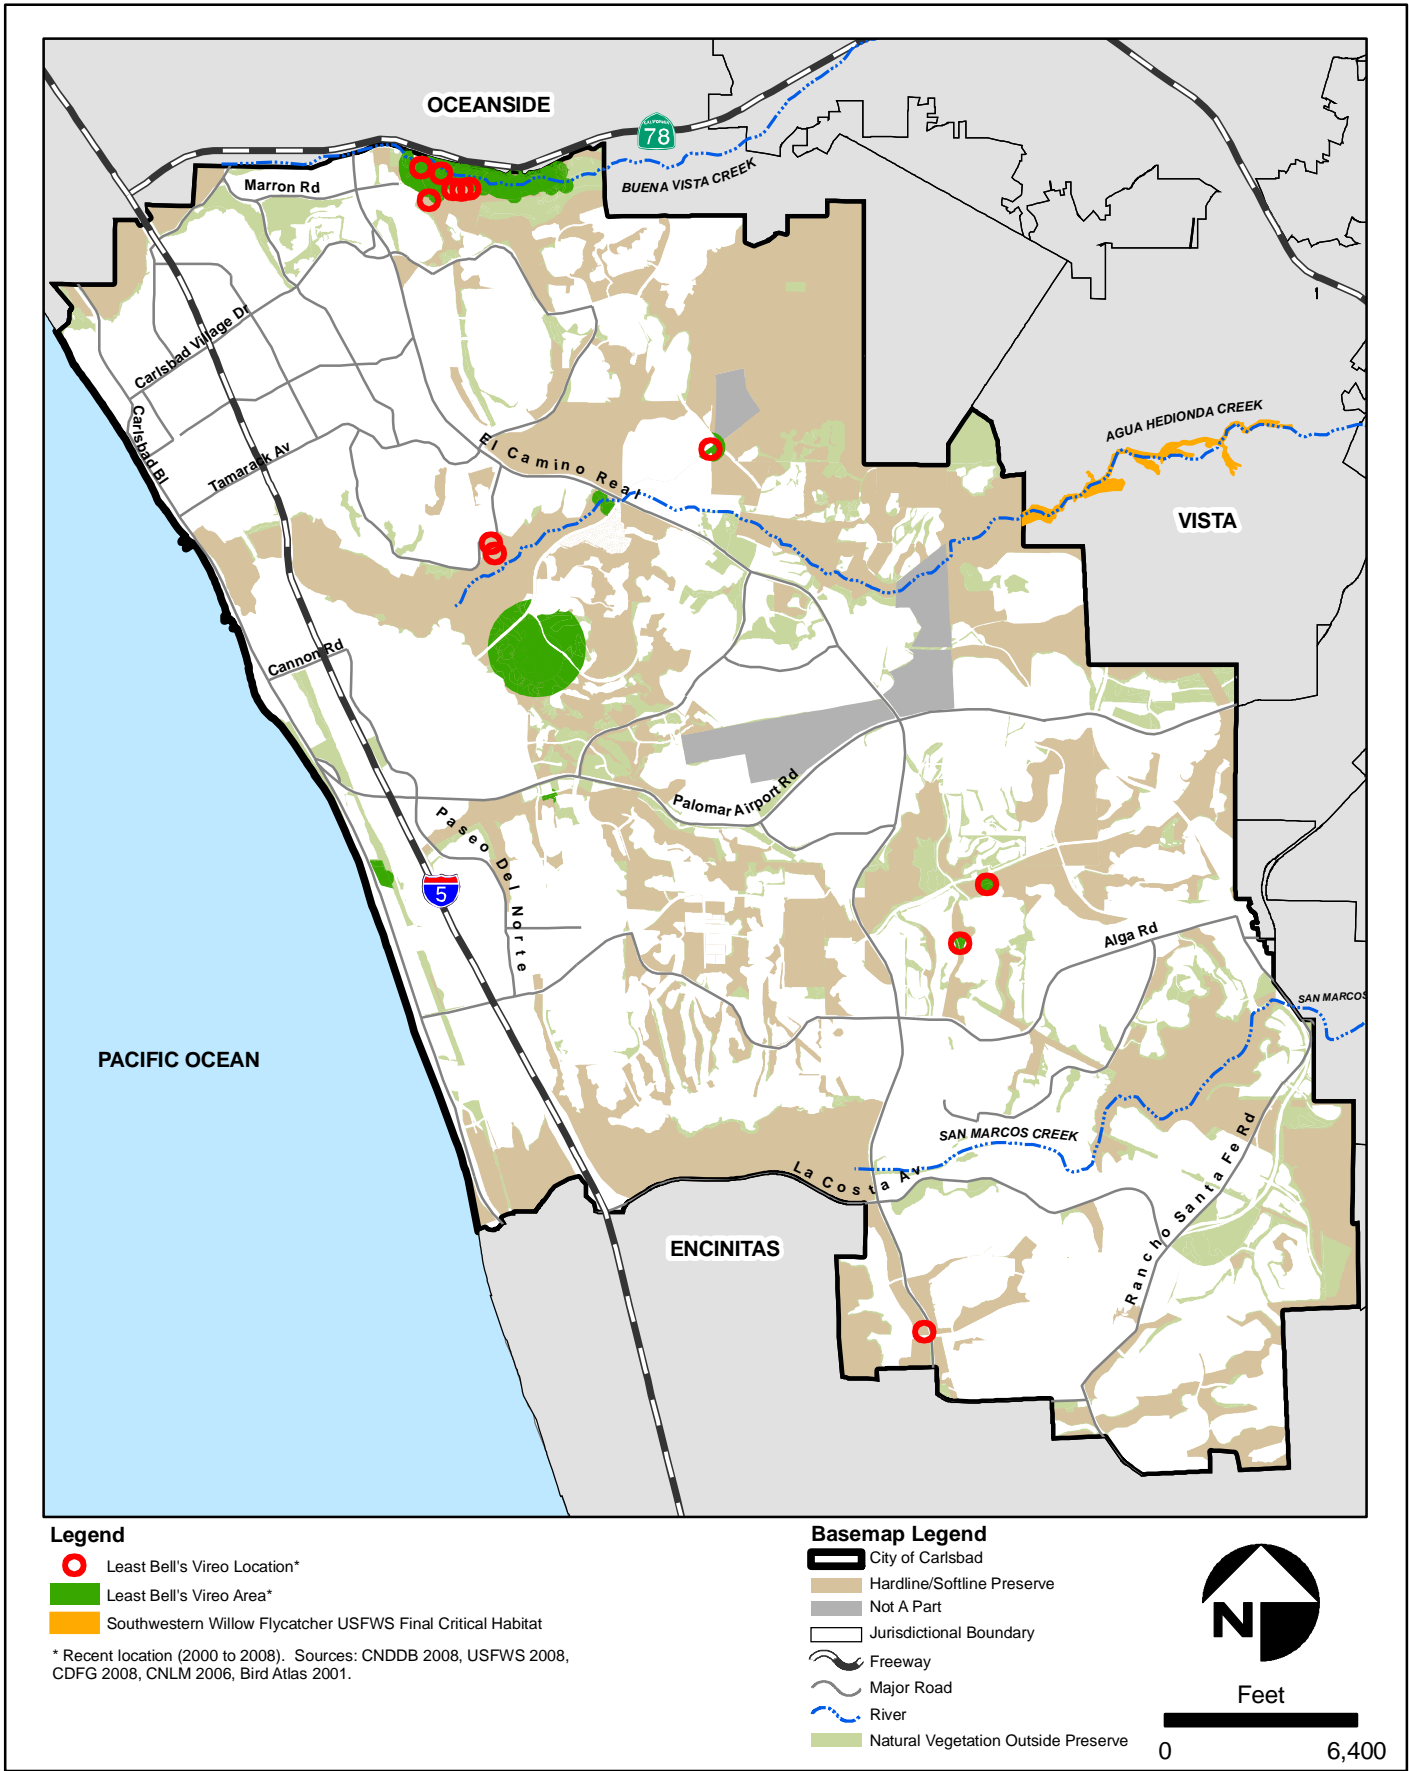 OCEANSIDE
CALIFORNIA
78
BUENA VISTA CREEK
Marron Rd
Carlsbad Village Dr
Carlsbad Bl
Tamarack Av
El Camino Real
AGUA HEDIONDA CREEK
VISTA
Cannon Rd
Palomar Airport Rd
Paseo Del Norte
5
Alga Rd
SAN MARCOS
PACIFIC OCEAN
SAN MARCOS CREEK
La Costa Av
Rancho Santa Fe Rd
ENCINITAS
Legend
Least Bell's Vireo Location*
Least Bell's Vireo Area*
Southwestern Willow Flycatcher USFWS Final Critical Habitat
* Recent location (2000 to 2008).  Sources: CNDDB 2008, USFWS 2008,
CDFG 2008, CNLM 2006, Bird Atlas 2001.
Basemap Legend
City of Carlsbad
Hardline/Softline Preserve
Not A Part
Jurisdictional Boundary
Freeway
Major Road
River
Natural Vegetation Outside Preserve
N
Feet
0 6,400